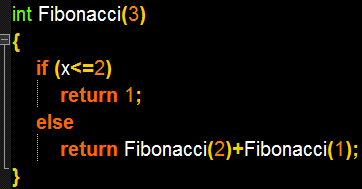 int Fibonacci(3)
{
if (x<=2)
return 1;
else
return Fibonacci(2)+Fibonacci(1);
}